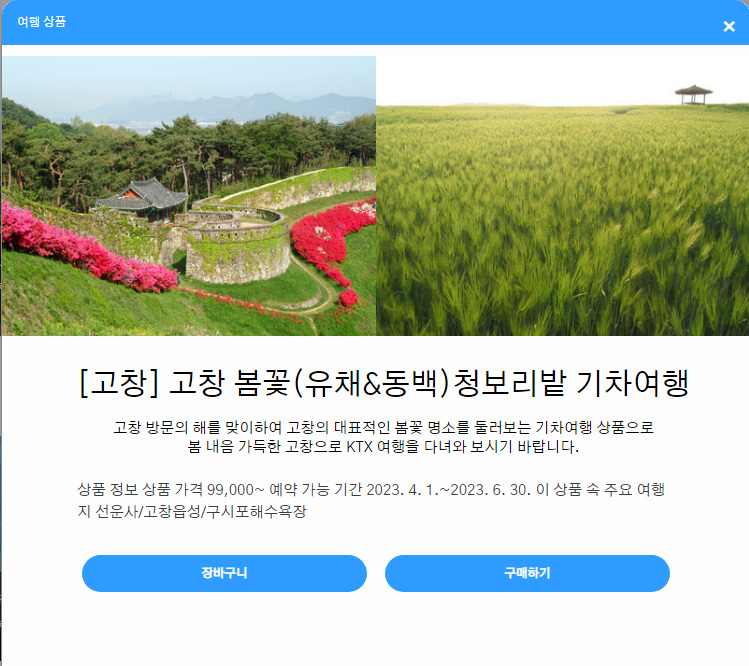 여행 상품
×
[고창] 고창 봄꽃(유채&동백)청보리밭 기차여행
고창 방문의 해를 맞이하여 고창의 대표적인 봄꽃 명소를 둘러보는 기차여행 상품으로
봄 내음 가득한 고창으로 KTX 여행을 다녀와 보시기 바랍니다.
상품 정보 상품 가격 99,000~ 예약 가능 기간 2023. 4. 1.~2023. 6. 30. 이 상품 속 주요 여행
지 선운사/고창읍성/구시포해수욕장
장바구니
구매하기